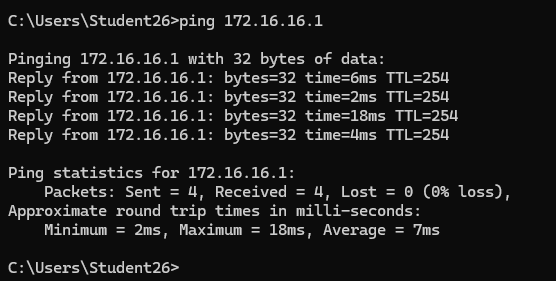 C:\Users\Student26>ping 172.16.16.1
Pinging 172.16.16.1 with 32 bytes of data:
Reply from 172.16.16.1: bytes=32 time=6ms TTL=254
Reply from 172.16.16.1: bytes=32 time=2ms TTL=254
Reply from 172.16.16.1: bytes=32 time=18ms TTL=254
Reply from 172.16.16.1: bytes=32 time=4ms TTL=254
Ping statistics for 172.16.16.1:
    Packets: Sent = 4, Received = 4, Lost = 0 (0% loss),
Approximate round trip times in milli-seconds:
    Minimum = 2ms, Maximum = 18ms, Average = 7ms
C:\Users\Student26>